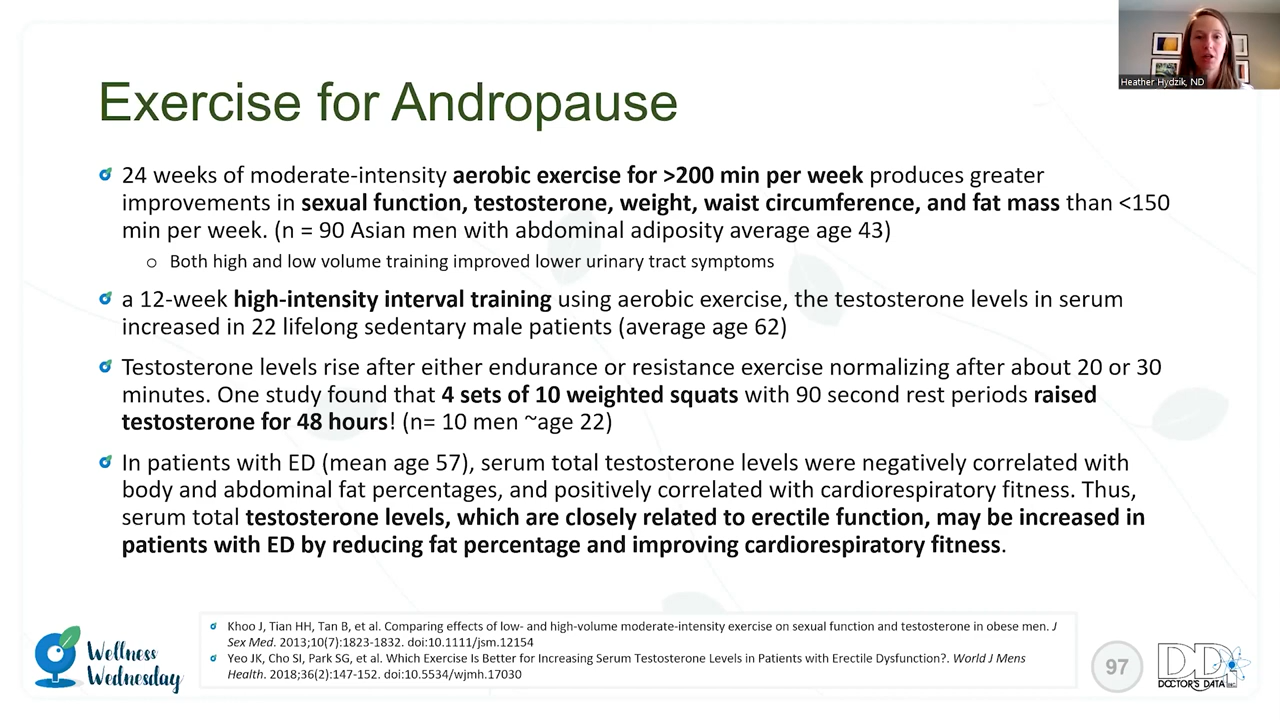 Heather Hydzik, ND
Exercise for Andropause
24 weeks of moderate-intensity aerobic exercise for >200 min per week produces greater
improvements in sexual function, testosterone, weight, waist circumference, and fat mass than <150
min per week. (n = 90 Asian men with abdominal adiposity average age 43)
Both high and low volume training improved lower urinary tract symptoms
a 12-week high-intensity interval training using aerobic exercise, the testosterone levels in serum
increased in 22 lifelong sedentary male patients (average age 62)
Testosterone levels rise after either endurance or resistance exercise normalizing after about 20 or 30
minutes. One study found that 4 sets of 10 weighted squats with 90 second rest periods raised
testosterone for 48 hours! (n= 10 men ~age 22)
In patients with ED (mean age 57), serum total testosterone levels were negatively correlated with
body and abdominal fat percentages, and positively correlated with cardiorespiratory fitness. Thus,
serum total testosterone levels, which are closely related to erectile function, may be increased in
patients with ED by reducing fat percentage and improving cardiorespiratory fitness.
Khoo J, Tian HH, Tan B, et al. Comparing effects of low- and high-volume moderate-intensity exercise on sexual function and testosterone in obese men. J
Sex Med. 2013;10(7):1823-1832. doi:10.1111/jsm.12154
Yeo JK, Cho SI, Park SG, et al. Which Exercise Is Better for Increasing Serum Testosterone Levels in Patients with Erectile Dysfunction?. World J Mens
Health. 2018;36(2):147-152. doi:10.5534/wjmh.17030
Wellness
Wednesday
97
DDI
DOCTOR'S DATA